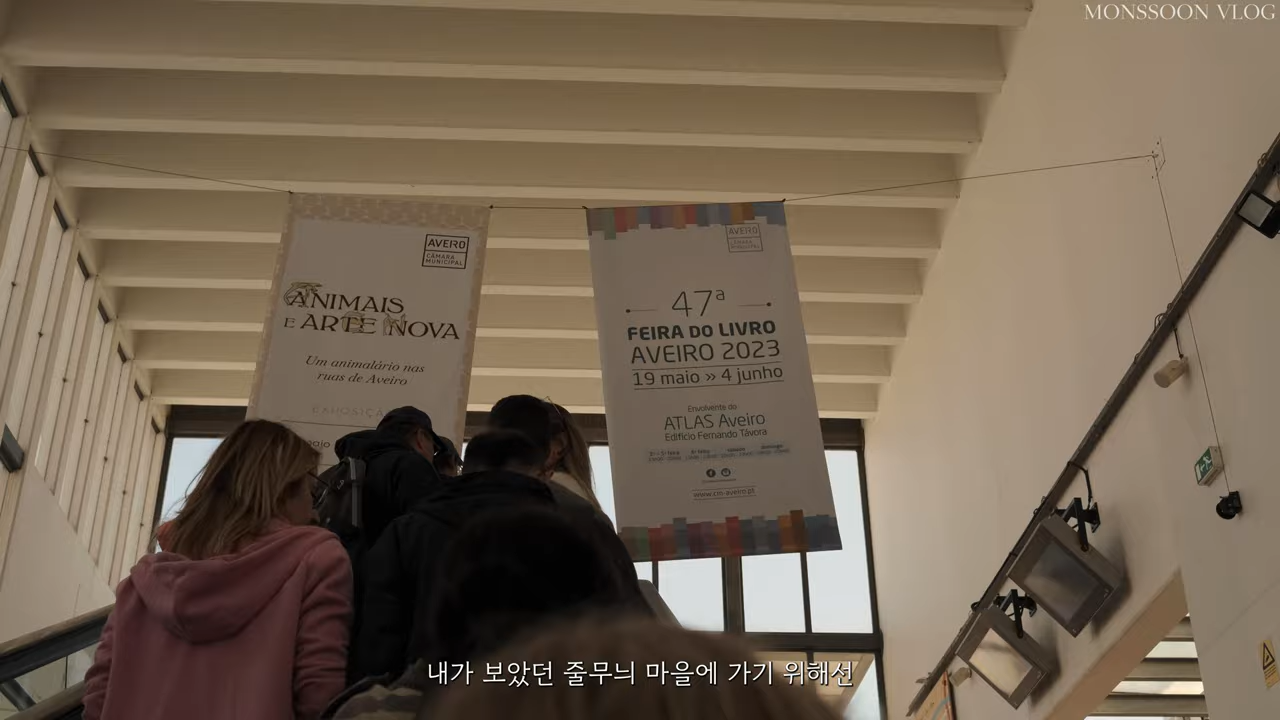 MONSSOON VLOG
AVEIRO
CÂMARA
MUNICIPAL
ANIMAIS
E ARTE NOVA
Um animalário nas
ruas de Aveiro
AVEIRO
CÂMARA
MUNICIPAL
47ª
FEIRA DO LIVRO
AVEIRO 2023
19 maio » 4 junho
Envolvente do
ATLAS Aveiro
Edifício Fernando Távora
www.cm-aveiro.pt
내가 보았던 줄무늬 마을에 가기 위해선